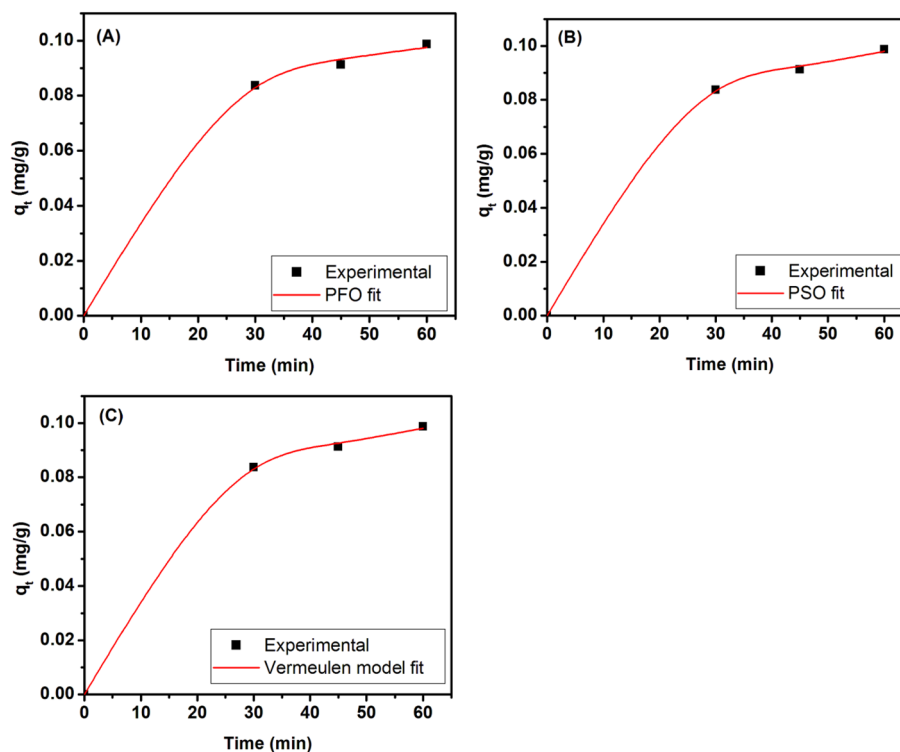 (A)
0.10
0.08
0.06
0.04
0.02
0.00
qt (mg/g)
0 10 20 30 40 50 60
Time (min)
Experimental
PFO fit
(B)
0.10
0.08
0.06
0.04
0.02
0.00
qt (mg/g)
0 10 20 30 40 50 60
Time (min)
Experimental
PSO fit
(C)
0.10
0.08
0.06
0.04
0.02
0.00
qt (mg/g)
0 10 20 30 40 50 60
Time (min)
Experimental
Vermeulen model fit